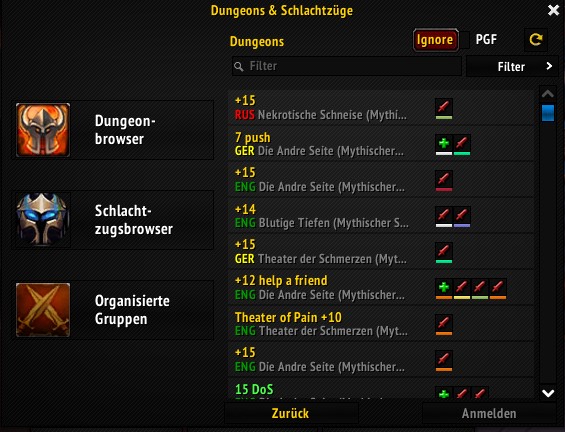 Dungeons & Schlachtzüge
Dungeons
Ignore
PGF
Filter
Filter
Dungeon-
browser
Schlacht-
zugsbrowser
Organisierte
Gruppen
+15
RUS Nekrotische Schneise (Mythi...
7 push
GER Die Andre Seite (Mythischer...
+15
ENG Die Andre Seite (Mythischer...
+14
ENG Blutige Tiefen (Mythischer S...
+15
GER Theater der Schmerzen (Myt...
+12 help a friend
ENG Die Andre Seite (Mythischer...
Theater of Pain +10
ENG Theater der Schmerzen (Myt...
+15
ENG Die Andre Seite (Mythischer...
15 DoS
Zurück
Anmelden